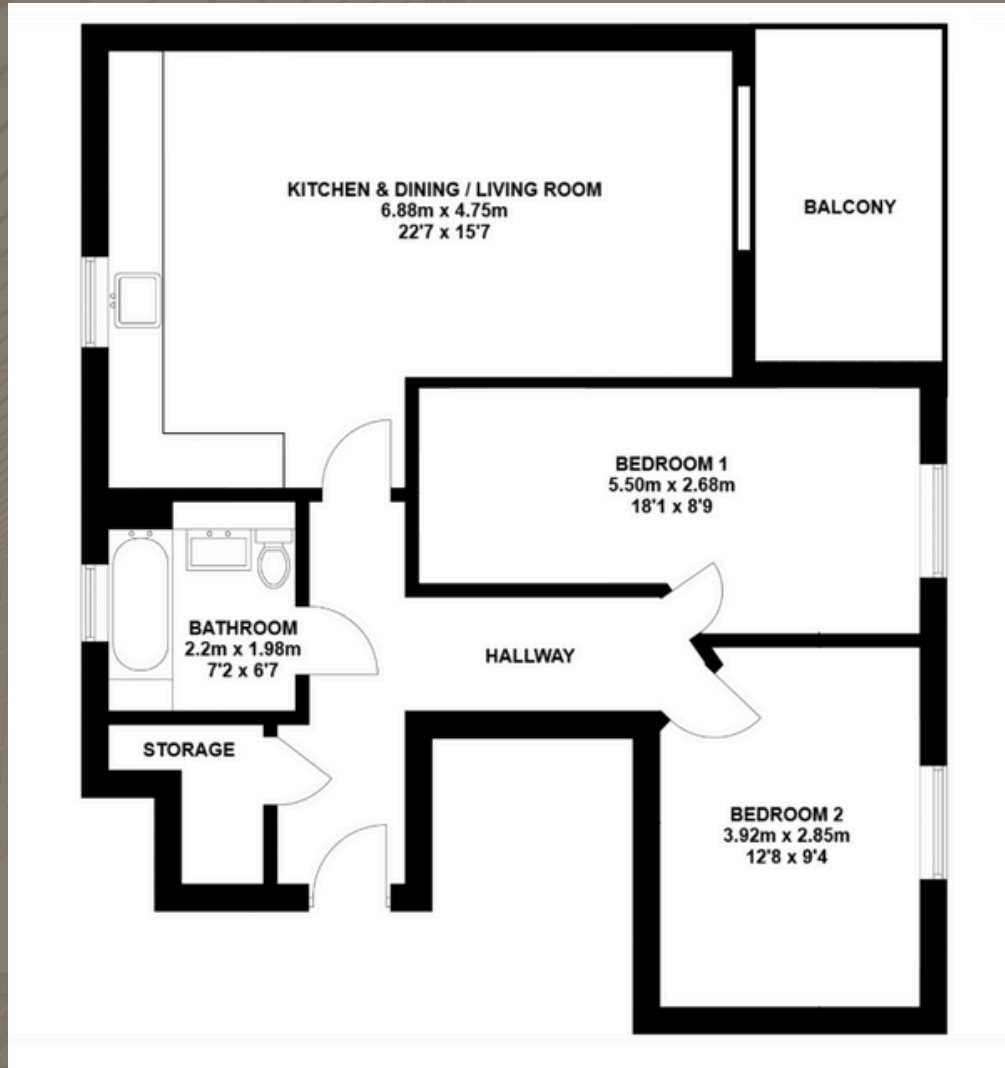 KITCHEN & DINING / LIVING ROOM
6.88m x 4.75m
22'7 x 15'7
BALCONY
BEDROOM 1
5.50m x 2.68m
18'1 x 8'9
BATHROOM
2.2m x 1.98m
7'2 x 6'7
HALLWAY
STORAGE
BEDROOM 2
3.92m x 2.85m
12'8 x 9'4